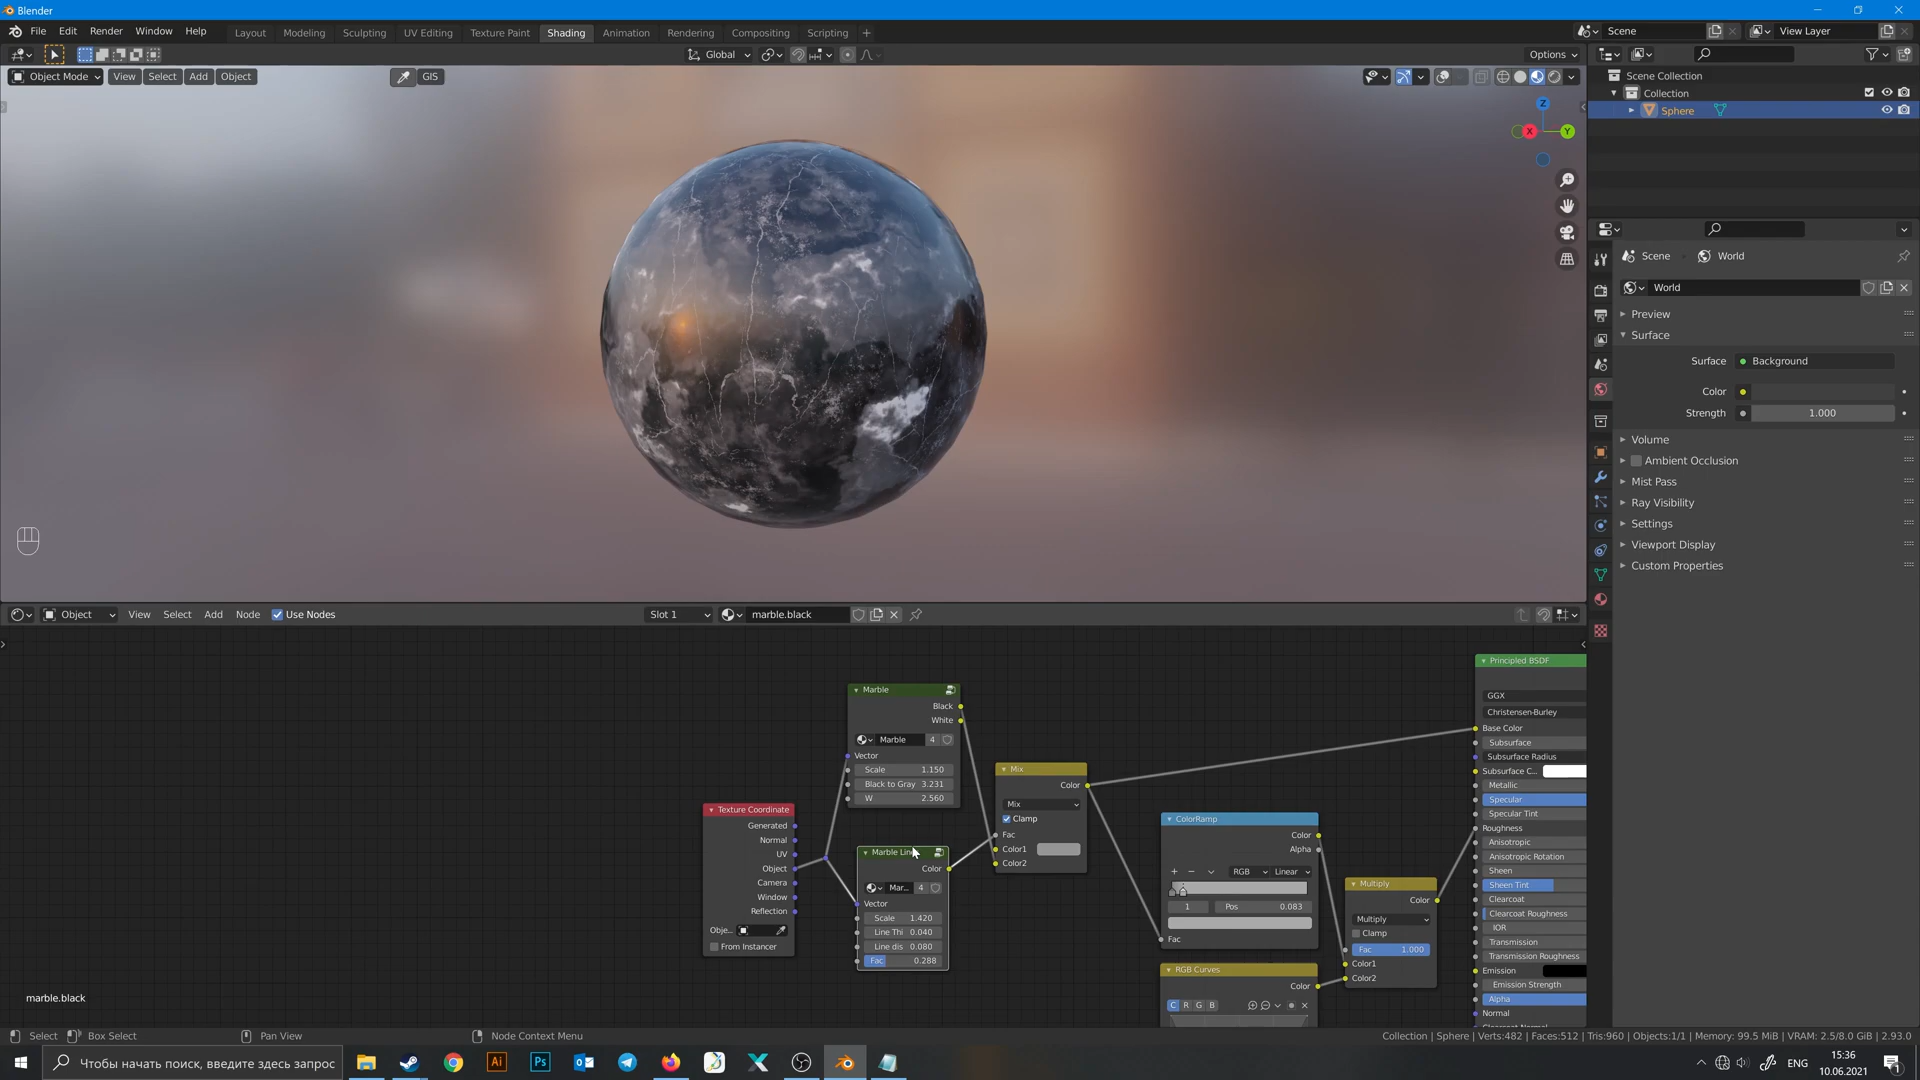 Blender
File Edit Render Window Help
Layout Modeling Sculpting UV Editing Texture Paint Shading Animation Rendering Compositing Scripting +
Scene
View Layer
Global
Options
Object Mode View Select Add Object
GIS
Z
X
Y
Scene Collection
Collection
Sphere
Scene World
World
Preview
Surface
Surface Background
Color
Strength 1.000
Volume
Ambient Occlusion
Mist Pass
Ray Visibility
Settings
Viewport Display
Custom Properties
Object View Select Add Node Use Nodes
Slot 1
marble.black
Texture Coordinate
Generated
Normal
UV
Object
Camera
Window
Reflection
Obje...
From Instancer
Marble
Black
White
Marble 4
Vector
Scale 1.150
Black to Gray 3.231
W 2.560
Marble Lin
Color
Mar... 4
Vector
Scale 1.420
Line Thi 0.040
Line dis 0.080
Fac 0.288
Mix
Color
Mix
Clamp
Fac
Color1
Color2
ColorRamp
Color
Alpha
RGB Linear
1 Pos 0.083
Fac
RGB Curves
Color
C R G B
Multiply
Color
Multiply
Clamp
Fac 1.000
Color1
Color2
Principled BSDF
GGX
Christensen-Burley
Base Color
Subsurface
Subsurface Radius
Subsurface C...
Metallic
Specular
Specular Tint
Roughness
Anisotropic
Anisotropic Rotation
Sheen
Sheen Tint
Clearcoat
Clearcoat Roughness
IOR
Transmission
Transmission Roughness
Emission
Emission Strength
Alpha
Normal
Clearcoat Normal
marble.black
Select Box Select Pan View Node Context Menu
Collection | Sphere | Verts:482 | Faces:512 | Tris:960 | Objects:1/1 | Memory: 99.5 MiB | VRAM: 2.5/8.0 GiB | 2.93.0
Чтобы начать поиск, введите здесь запрос
Ai
Ps
ENG
15:36
10.06.2021
1